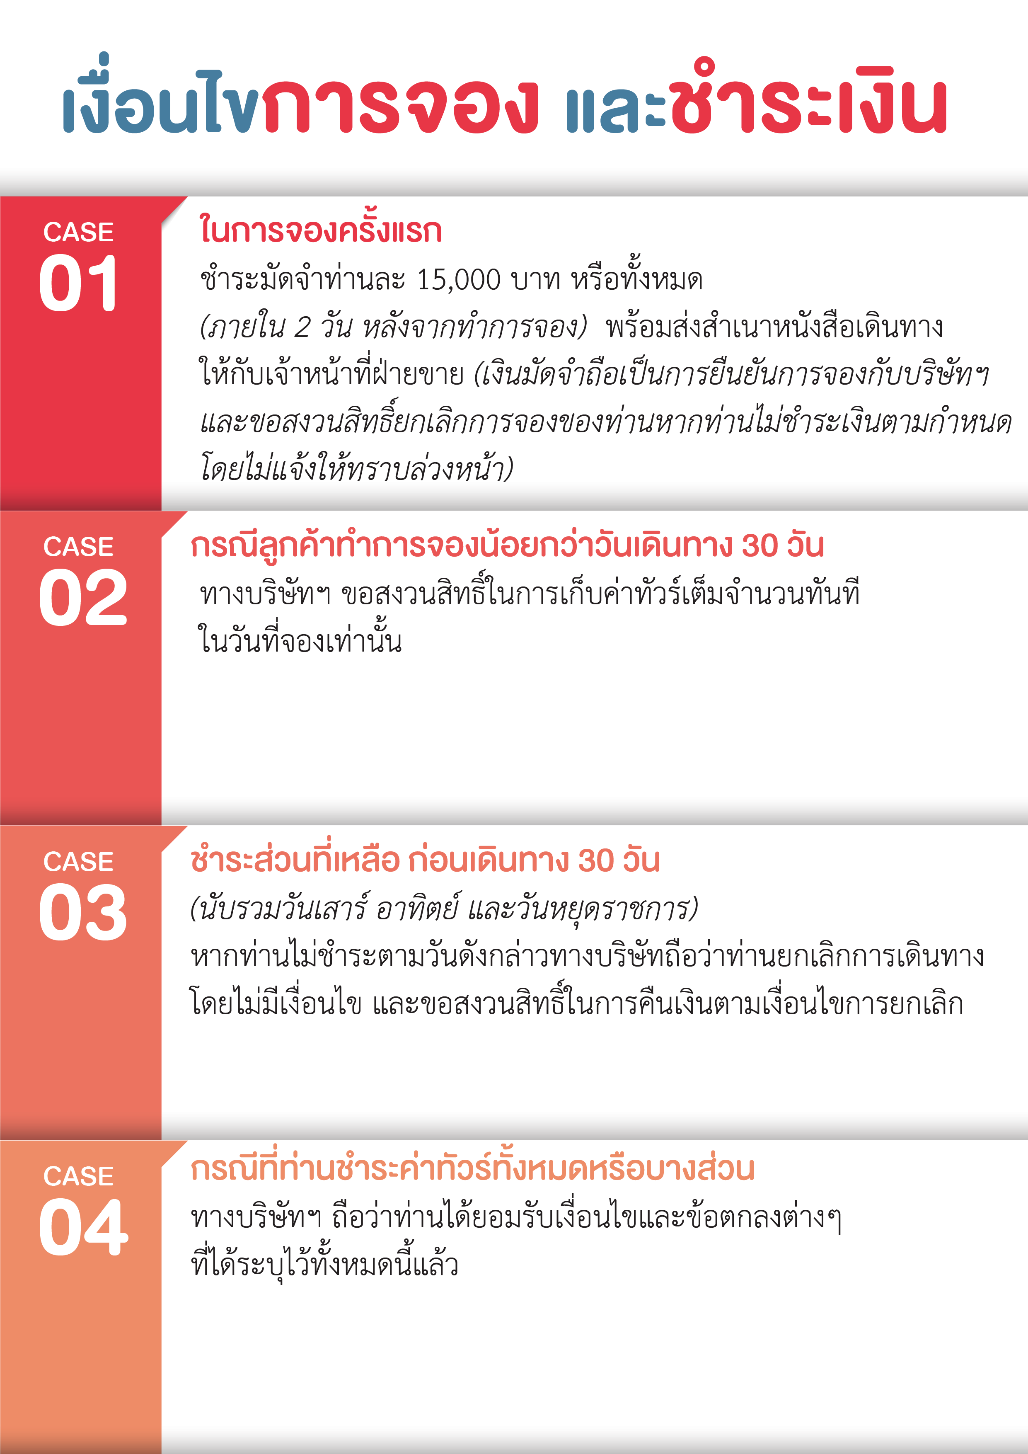 เงื่อนไขการจอง และชำระเงิน
CASE
01
ในการจองครั้งแรก
ชำระมัดจำท่านละ 15,000 บาท หรือทั้งหมด
(ภายใน 2 วัน หลังจากทำการจอง) พร้อมส่งสำเนาหนังสือเดินทาง
ให้กับเจ้าหน้าที่ฝ่ายขาย (เงินมัดจำถือเป็นการยืนยันการจองกับบริษัทฯ
และขอสงวนสิทธิ์ยกเลิกการจองของท่านหากท่านไม่ชำระเงินตามกำหนด
โดยไม่แจ้งให้ทราบล่วงหน้า)
CASE
02
กรณีลูกค้าทำการจองน้อยกว่าวันเดินทาง 30 วัน
ทางบริษัทฯ ขอสงวนสิทธิ์ในการเก็บค่าทัวร์เต็มจำนวนทันที
ในวันที่จองเท่านั้น
CASE
03
ชำระส่วนที่เหลือ ก่อนเดินทาง 30 วัน
(นับรวมวันเสาร์ อาทิตย์ และวันหยุดราชการ)
หากท่านไม่ชำระตามวันดังกล่าวทางบริษัทถือว่าท่านยกเลิกการเดินทาง
โดยไม่มีเงื่อนไข และขอสงวนสิทธิ์ในการคืนเงินตามเงื่อนไขการยกเลิก
CASE
04
กรณีที่ท่านชำระค่าทัวร์ทั้งหมดหรือบางส่วน
ทางบริษัทฯ ถือว่าท่านได้ยอมรับเงื่อนไขและข้อตกลงต่างๆ
ที่ได้ระบุไว้ทั้งหมดนี้แล้ว